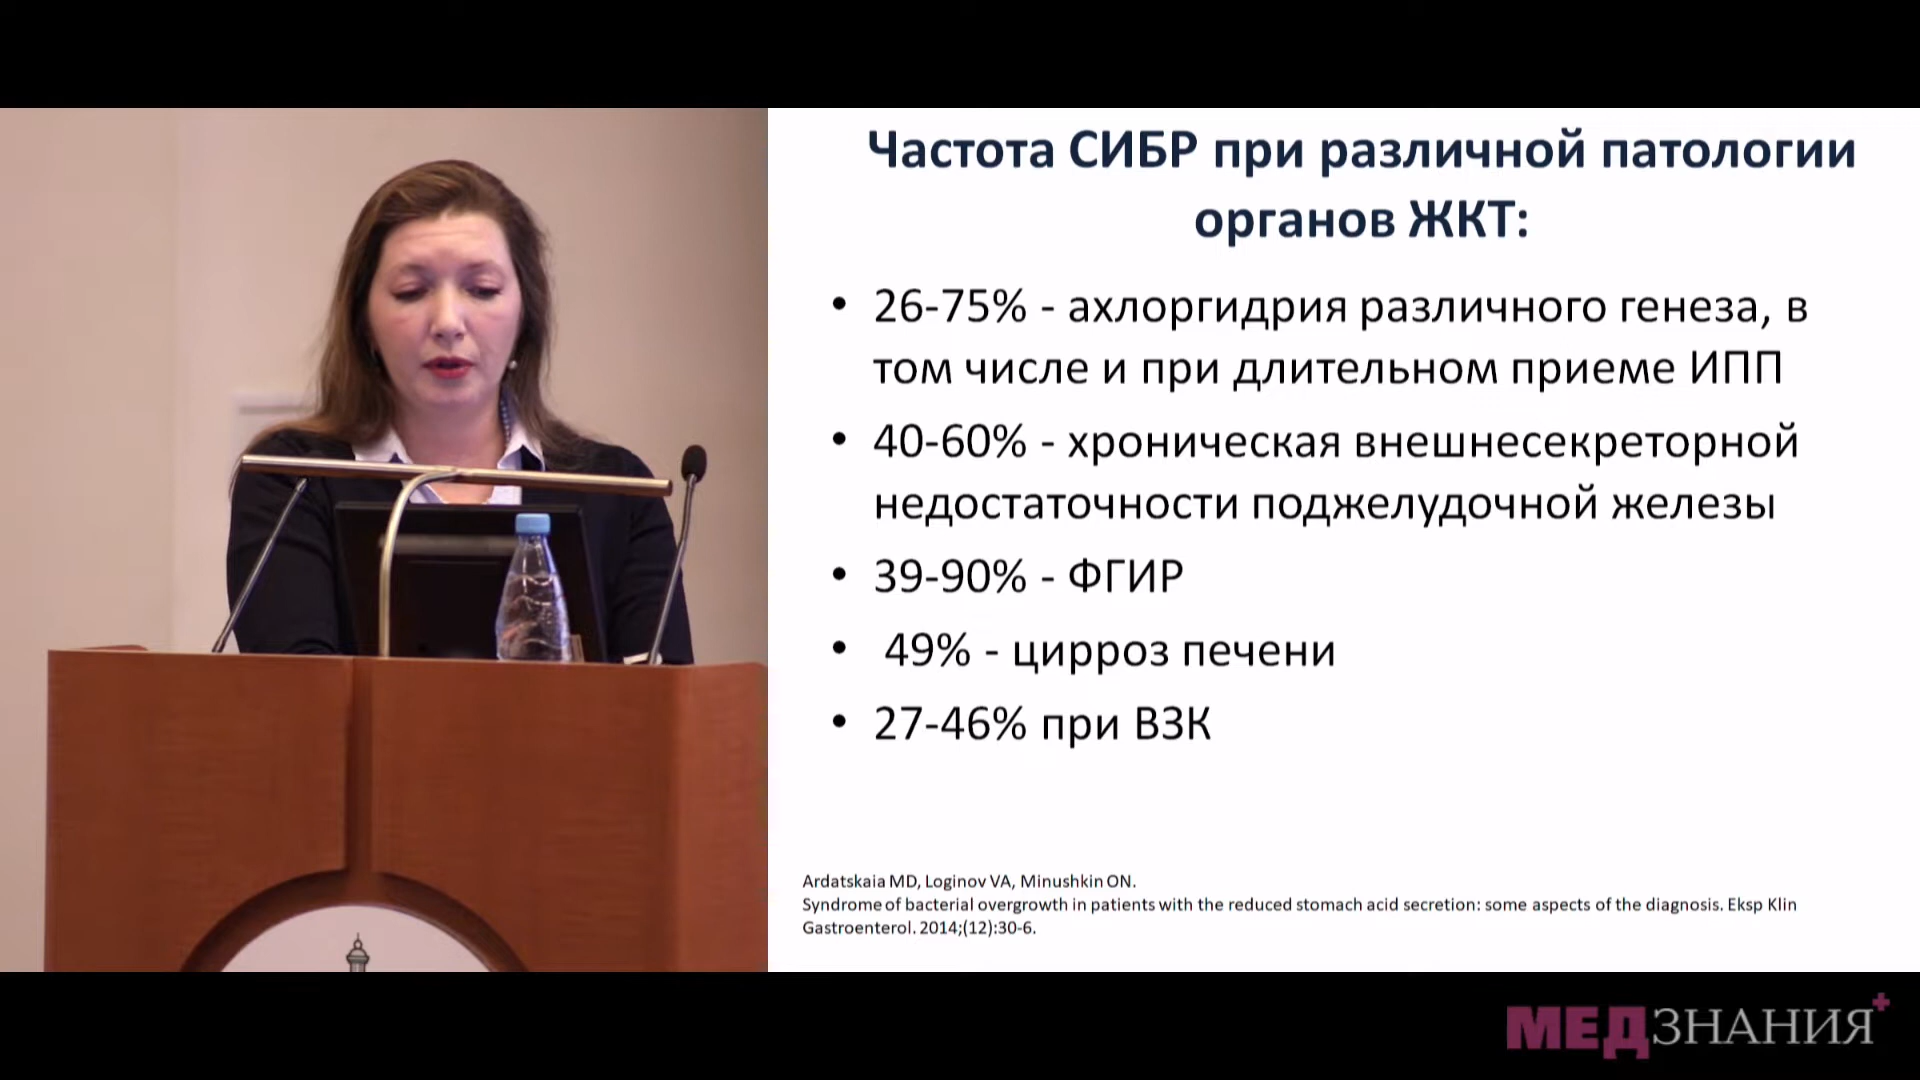 Частота СИБР при различной патологии
органов ЖКТ:
• 26-75% - ахлоргидрия различного генеза, в
том числе и при длительном приеме ИПП
• 40-60% - хроническая внешнесекреторной
недостаточности поджелудочной железы
• 39-90% - ФГИР
• 49% - цирроз печени
• 27-46% при ВЗК
Ardatskaia MD, Loginov VA, Minushkin ON.
Syndrome of bacterial overgrowth in patients with the reduced stomach acid secretion: some aspects of the diagnosis. Eksp Klin
Gastroenterol. 2014;(12):30-6.
МЕДЗНАНИЯ+